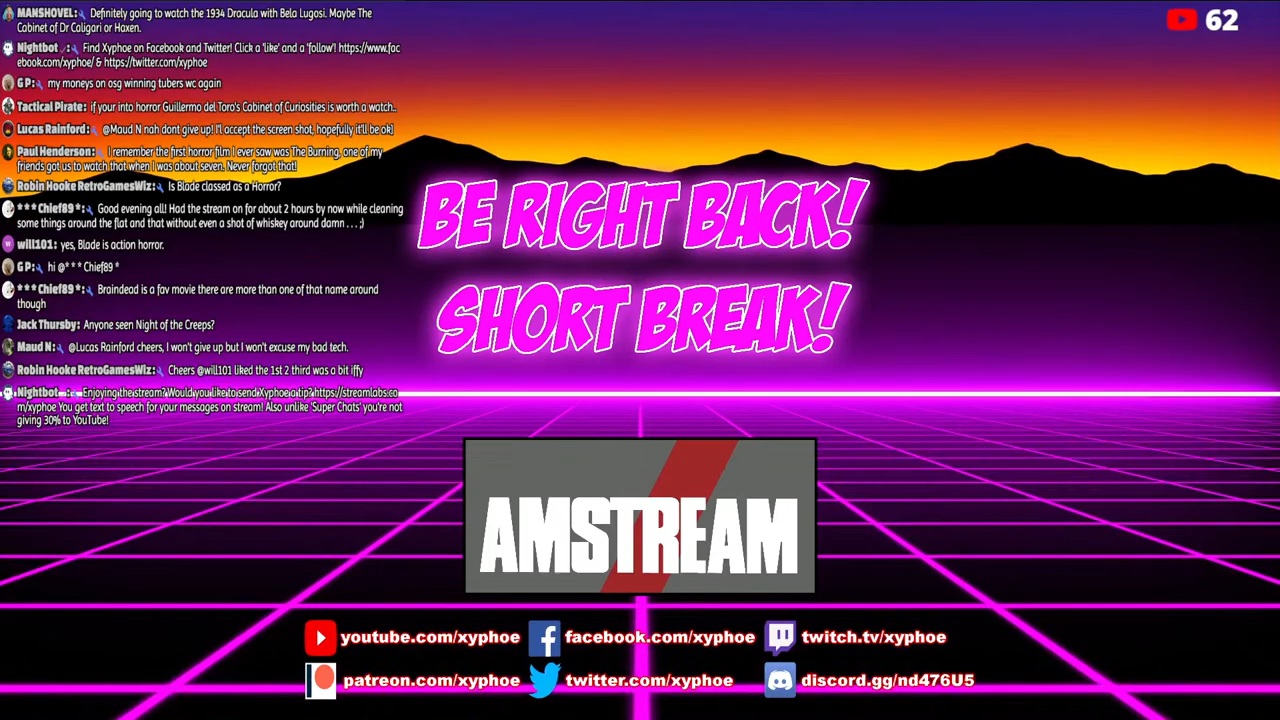 MANSHOVEL: Definitely going to watch the 1934 Dracula with Bela Lugosi. Maybe The
Cabinet of Dr Caligari or Haxen.
Nightbot : Find Xyphoe on Facebook and Twitter! Click a 'like' and a 'follow'! https://www.fac
ebook.com/xyphoe/ & https://twitter.com/xyphoe
G P: my moneys on osg winning tubers wc again
Tactical Pirate: if your into horror Guillermo del Toro's Cabinet of Curiosities is worth a watch..
Lucas Rainford: @Maud N nah dont give up! I'll accept the screen shot, hopefully it'll be ok]
Paul Henderson: I remember the first horror film I ever saw was The Burning, one of my
friends got us to watch that when I was about seven. Never forgot that!
Robin Hooke RetroGamesWiz: Is Blade classed as a Horror?
* * * Chief89 *: Good evening all! Had the stream on for about 2 hours by now while cleaning
some things around the flat and that without even a shot of whiskey around damn . . . ;)
will101: yes, Blade is action horror.
G P: hi @* * * Chief89 *
* * * Chief89 *: Braindead is a fav movie there are more than one of that name around
though
Jack Thursby: Anyone seen Night of the Creeps?
Maud N: @Lucas Rainford cheers, I won't give up but I won't excuse my bad tech.
Robin Hooke RetroGamesWiz: Cheers @will101 liked the 1st 2 third was a bit iffy
Nightbot : Enjoying the stream? Would you like to send Xyphoe a tip? https://streamlabs.co
m/xyphoe You get text to speech for your messages on stream! Also unlike 'Super Chats' you're not
giving 30% to YouTube!
62
BE RIGHT BACK!
SHORT BREAK!
AMSTREAM
youtube.com/xyphoe facebook.com/xyphoe twitch.tv/xyphoe
patreon.com/xyphoe twitter.com/xyphoe discord.gg/nd476U5